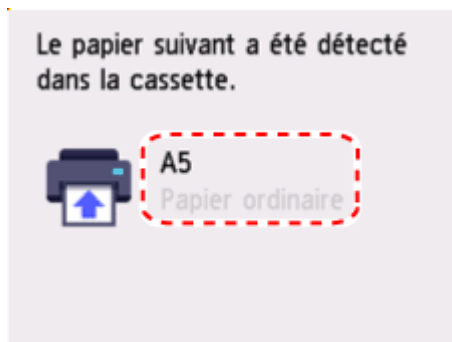 Le papier suivant a été détecté
dans la cassette.
A5
Papier ordinaire